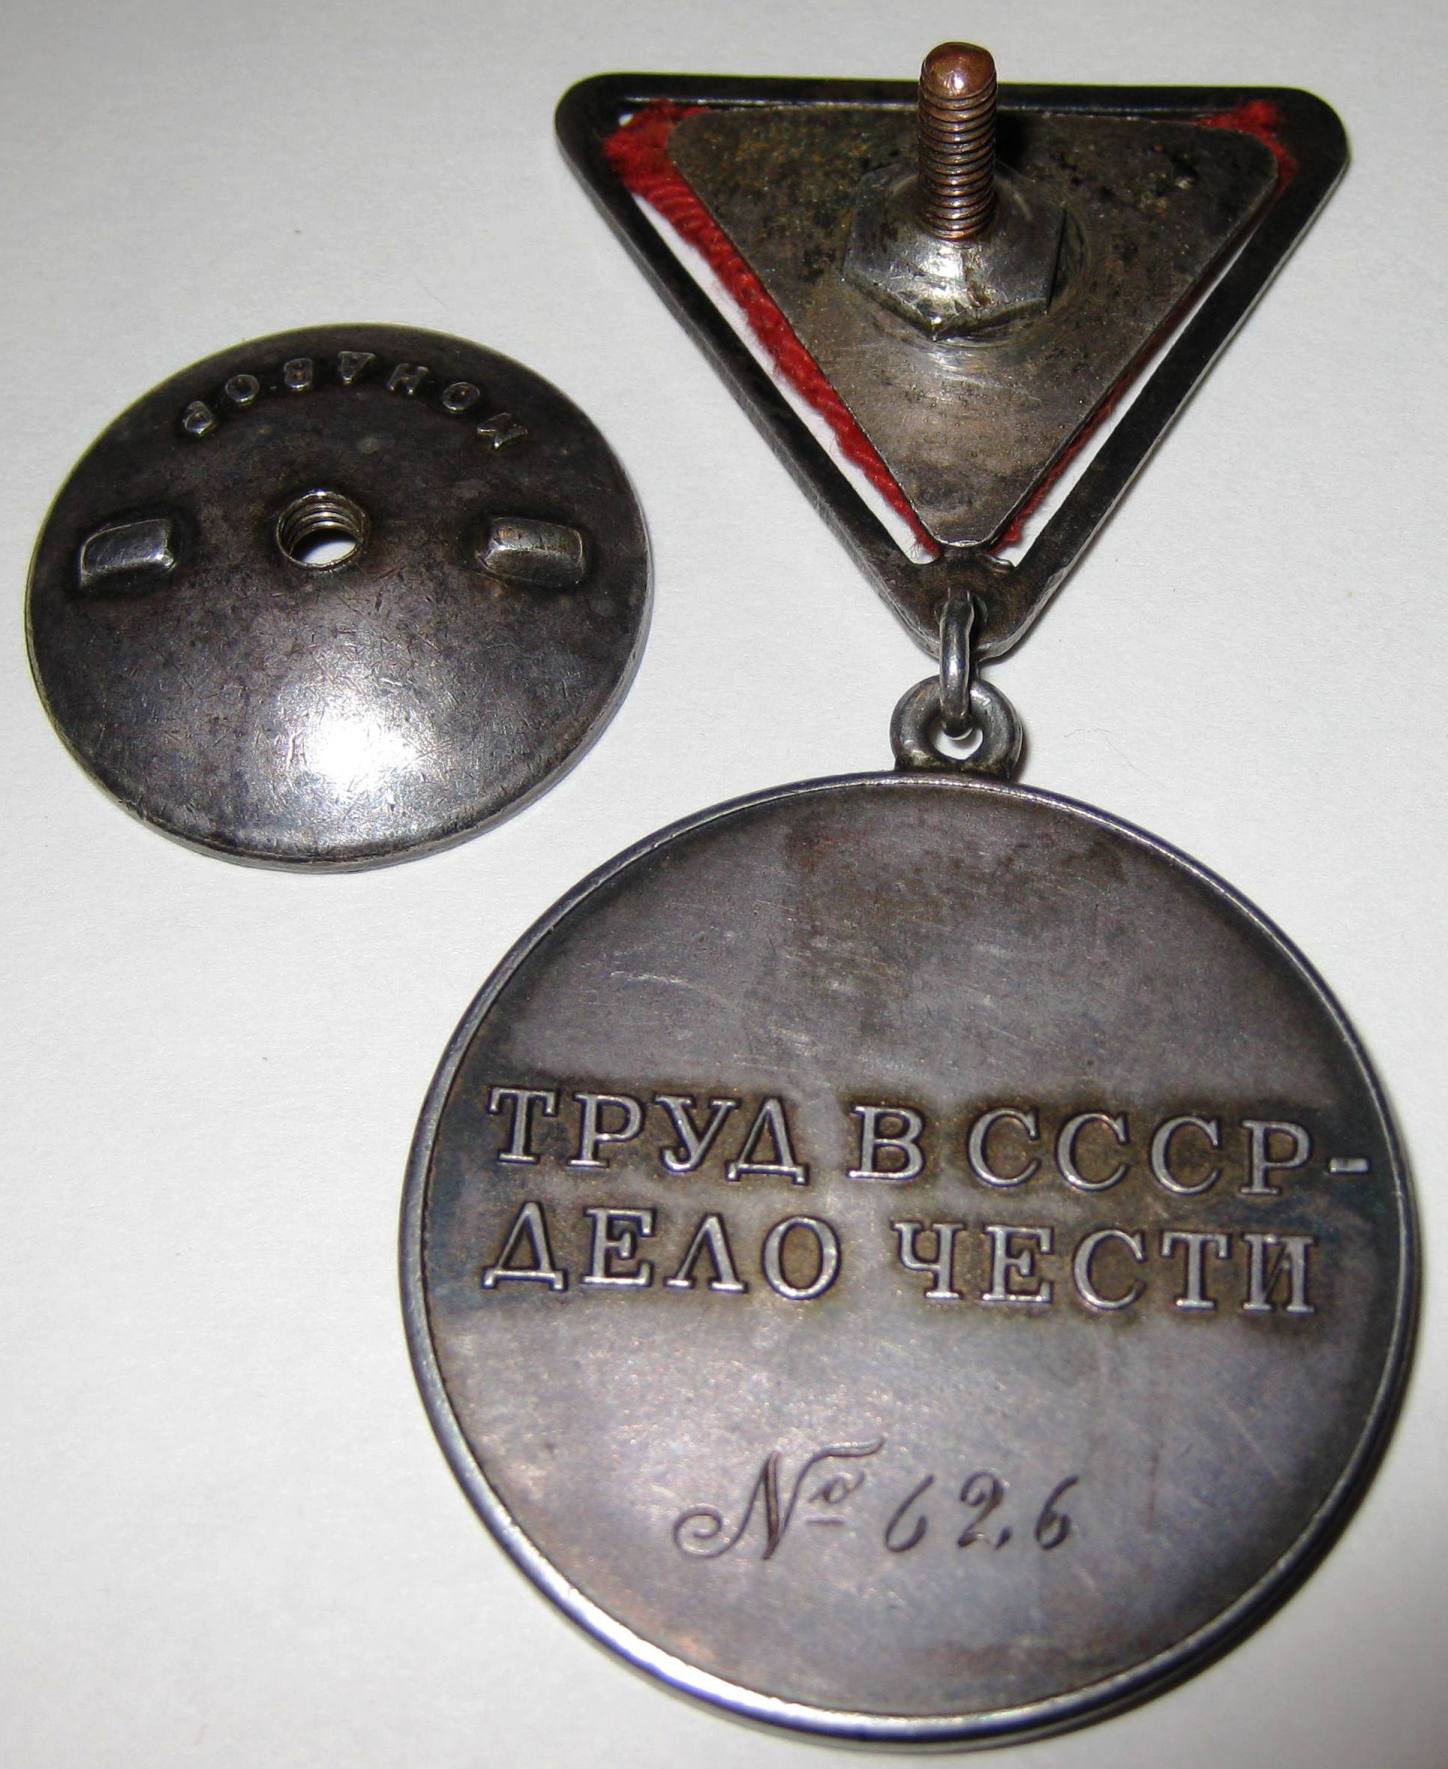 МОНДВОР
ТРУД В СССР-
ДЕЛО ЧЕСТИ
№ 626